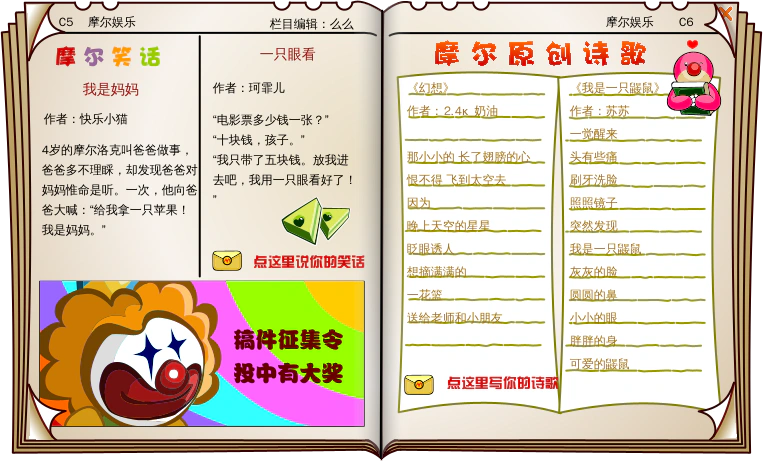 C5 摩尔娱乐
栏目编辑：么么
摩尔笑话
我是妈妈
作者：快乐小猫
4岁的摩尔洛克叫爸爸做事，
爸爸多不理睬，却发现爸爸对
妈妈惟命是听。一次，他向爸
爸大喊：“给我拿一只苹果！
我是妈妈。”
一只眼看
作者：珂霏儿
“电影票多少钱一张？”
“十块钱，孩子。”
“我只带了五块钱。放我进
去吧，我用一只眼看好了！
”
点这里说你的笑话
稿件征集令
投中有大奖
摩尔娱乐 C6
摩尔原创诗歌
《幻想》
作者：2.4κ_奶油
那小小的 长了翅膀的心
恨不得 飞到太空去
因为
晚上天空的星星
眨眼诱人
想摘满满的
一花篮
送给老师和小朋友
点这里写你的诗歌
《我是一只鼹鼠》
作者：苏苏
一觉醒来
头有些痛
刷牙洗脸
照照镜子
突然发现
我是一只鼹鼠
灰灰的脸
圆圆的鼻
小小的眼
胖胖的身
可爱的鼹鼠